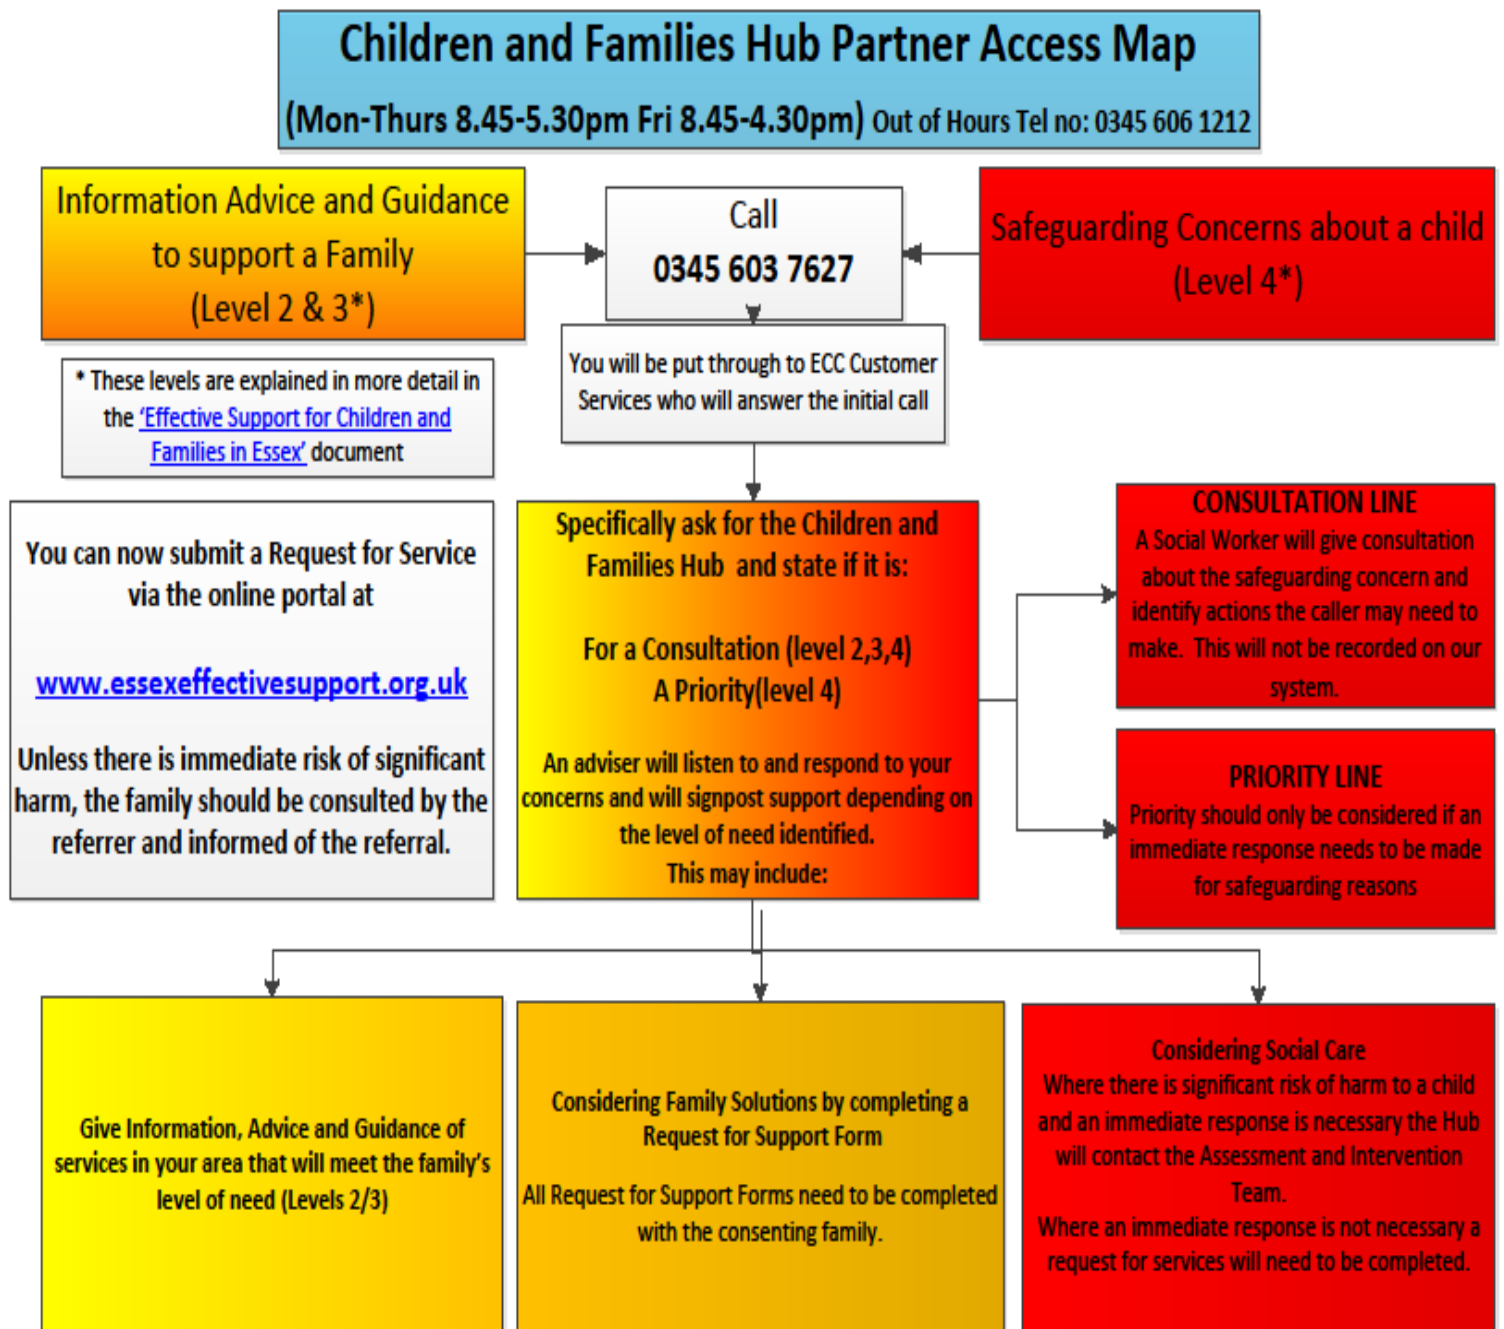 Children and Families Hub Partner Access Map
(Mon-Thurs 8.45-5.30pm Fri 8.45-4.30pm) Out of Hours Tel no: 0345 606 1212
Information Advice and Guidance
to support a Family
(Level 2 & 3*)
Call
0345 603 7627
Safeguarding Concerns about a child
(Level 4*)
* These levels are explained in more detail in
the 'Effective Support for Children and
Families in Essex' document
You will be put through to ECC Customer
Services who will answer the initial call
You can now submit a Request for Service
via the online portal at
www.essexeffectivesupport.org.uk
Unless there is immediate risk of significant
harm, the family should be consulted by the
referrer and informed of the referral.
Specifically ask for the Children and
Families Hub and state if it is:
For a Consultation (level 2,3,4)
A Priority(level 4)
An adviser will listen to and respond to your
concerns and will signpost support depending on
the level of need identified.
This may include:
CONSULTATION LINE
A Social Worker will give consultation
about the safeguarding concern and
identify actions the caller may need to
make. This will not be recorded on our
system.
PRIORITY LINE
Priority should only be considered if an
immediate response needs to be made
for safeguarding reasons
Give Information, Advice and Guidance of
services in your area that will meet the family's
level of need (Levels 2/3)
Considering Family Solutions by completing a
Request for Support Form
All Request for Support Forms need to be completed
with the consenting family.
Considering Social Care
Where there is significant risk of harm to a child
and an immediate response is necessary the Hub
will contact the Assessment and Intervention
Team.
Where an immediate response is not necessary a
request for services will need to be completed.